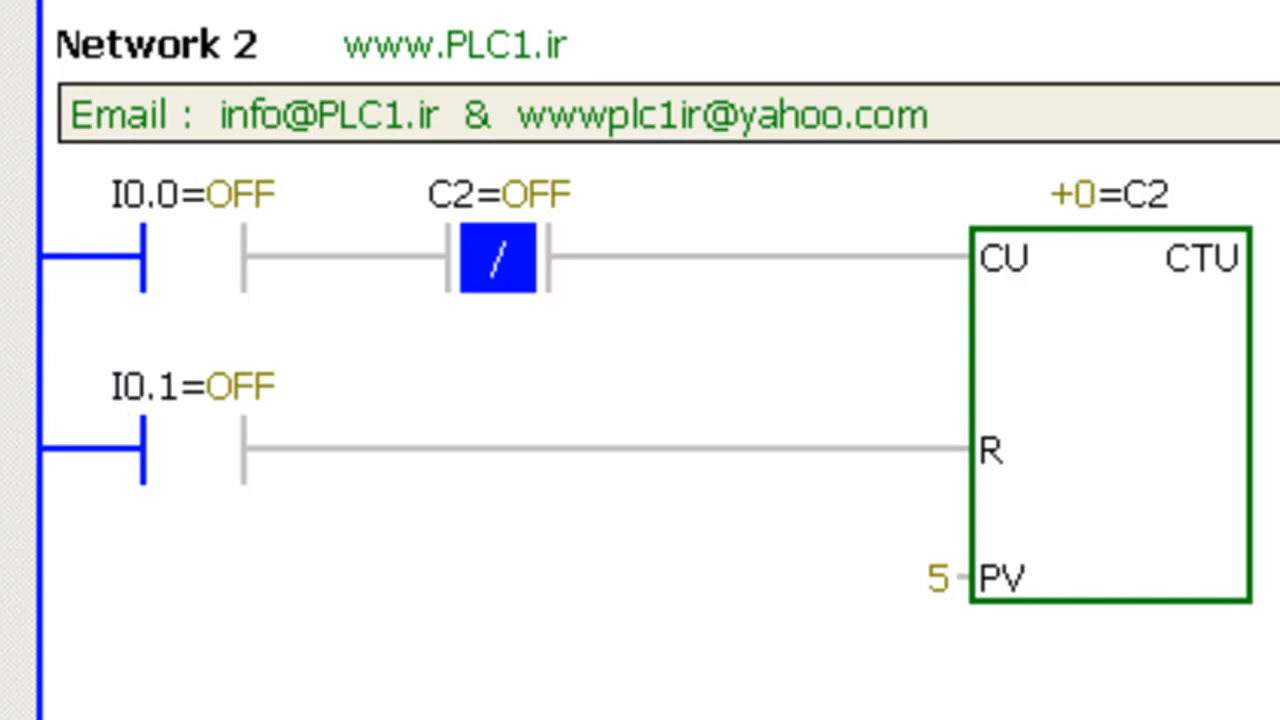 Network 2 www.PLC1.ir
Email : info@PLC1.ir & wwwplc1ir@yahoo.com
I0.0=OFF C2=OFF +0=C2
/ CU CTU
I0.1=OFF
R
5 PV